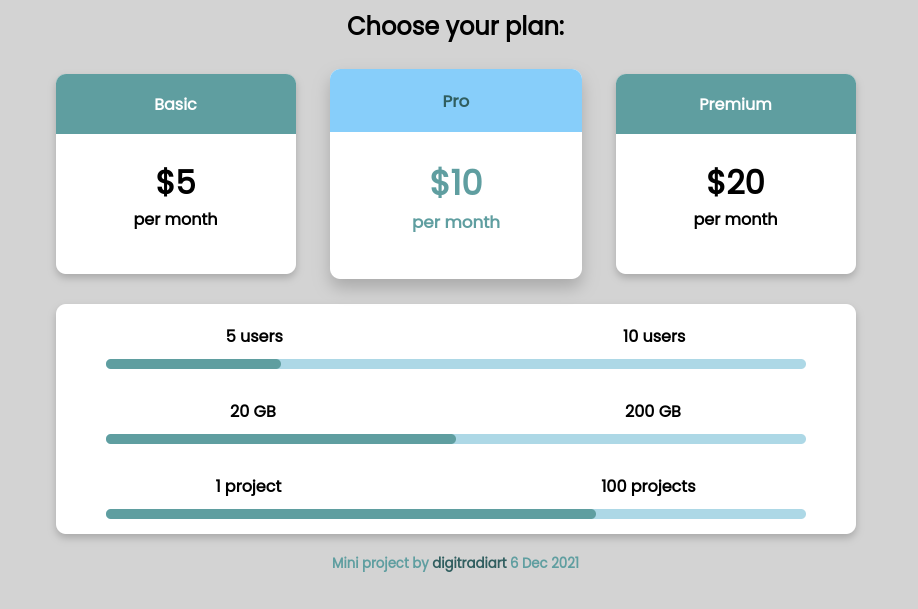 Choose your plan:
Basic
$5
per month
Pro
$10
per month
Premium
$20
per month
5 users
10 users
20 GB
200 GB
1 project
100 projects
Mini project by digitradiart 6 Dec 2021